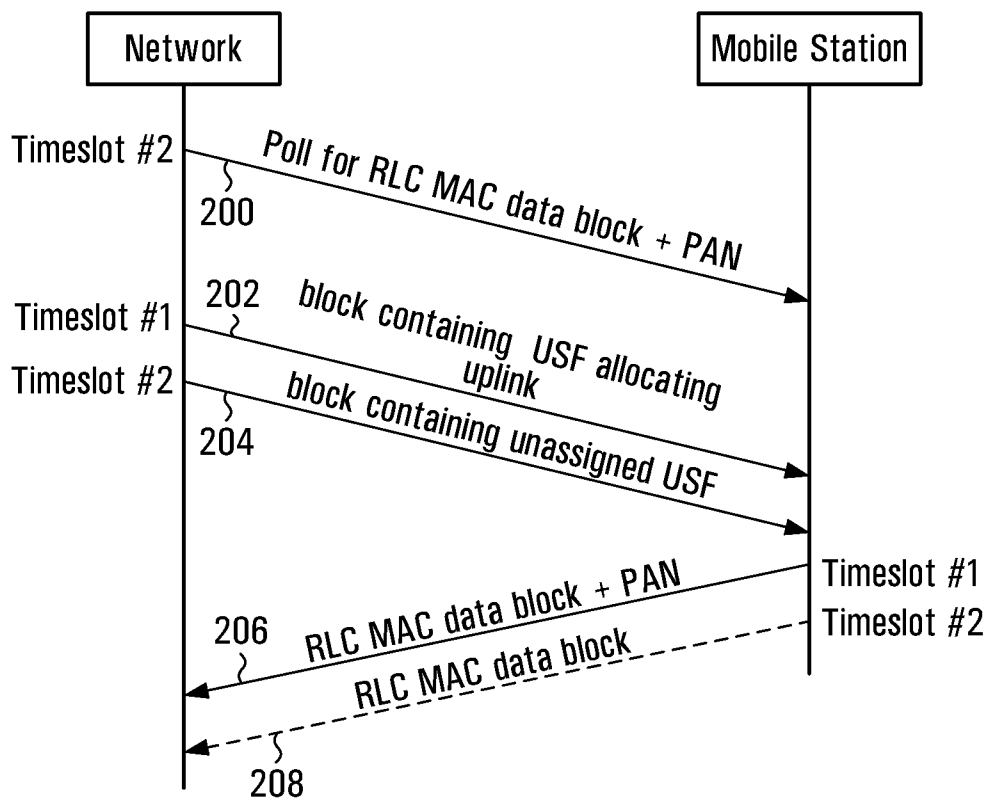 Network
Mobile Station
Timeslot #2
Poll for RLC MAC data block + PAN
200
202
block containing USF allocating
uplink
Timeslot #1
Timeslot #2
block containing unassigned USF
204
Timeslot #1
RLC MAC data block + PAN
206
Timeslot #2
RLC MAC data block
208